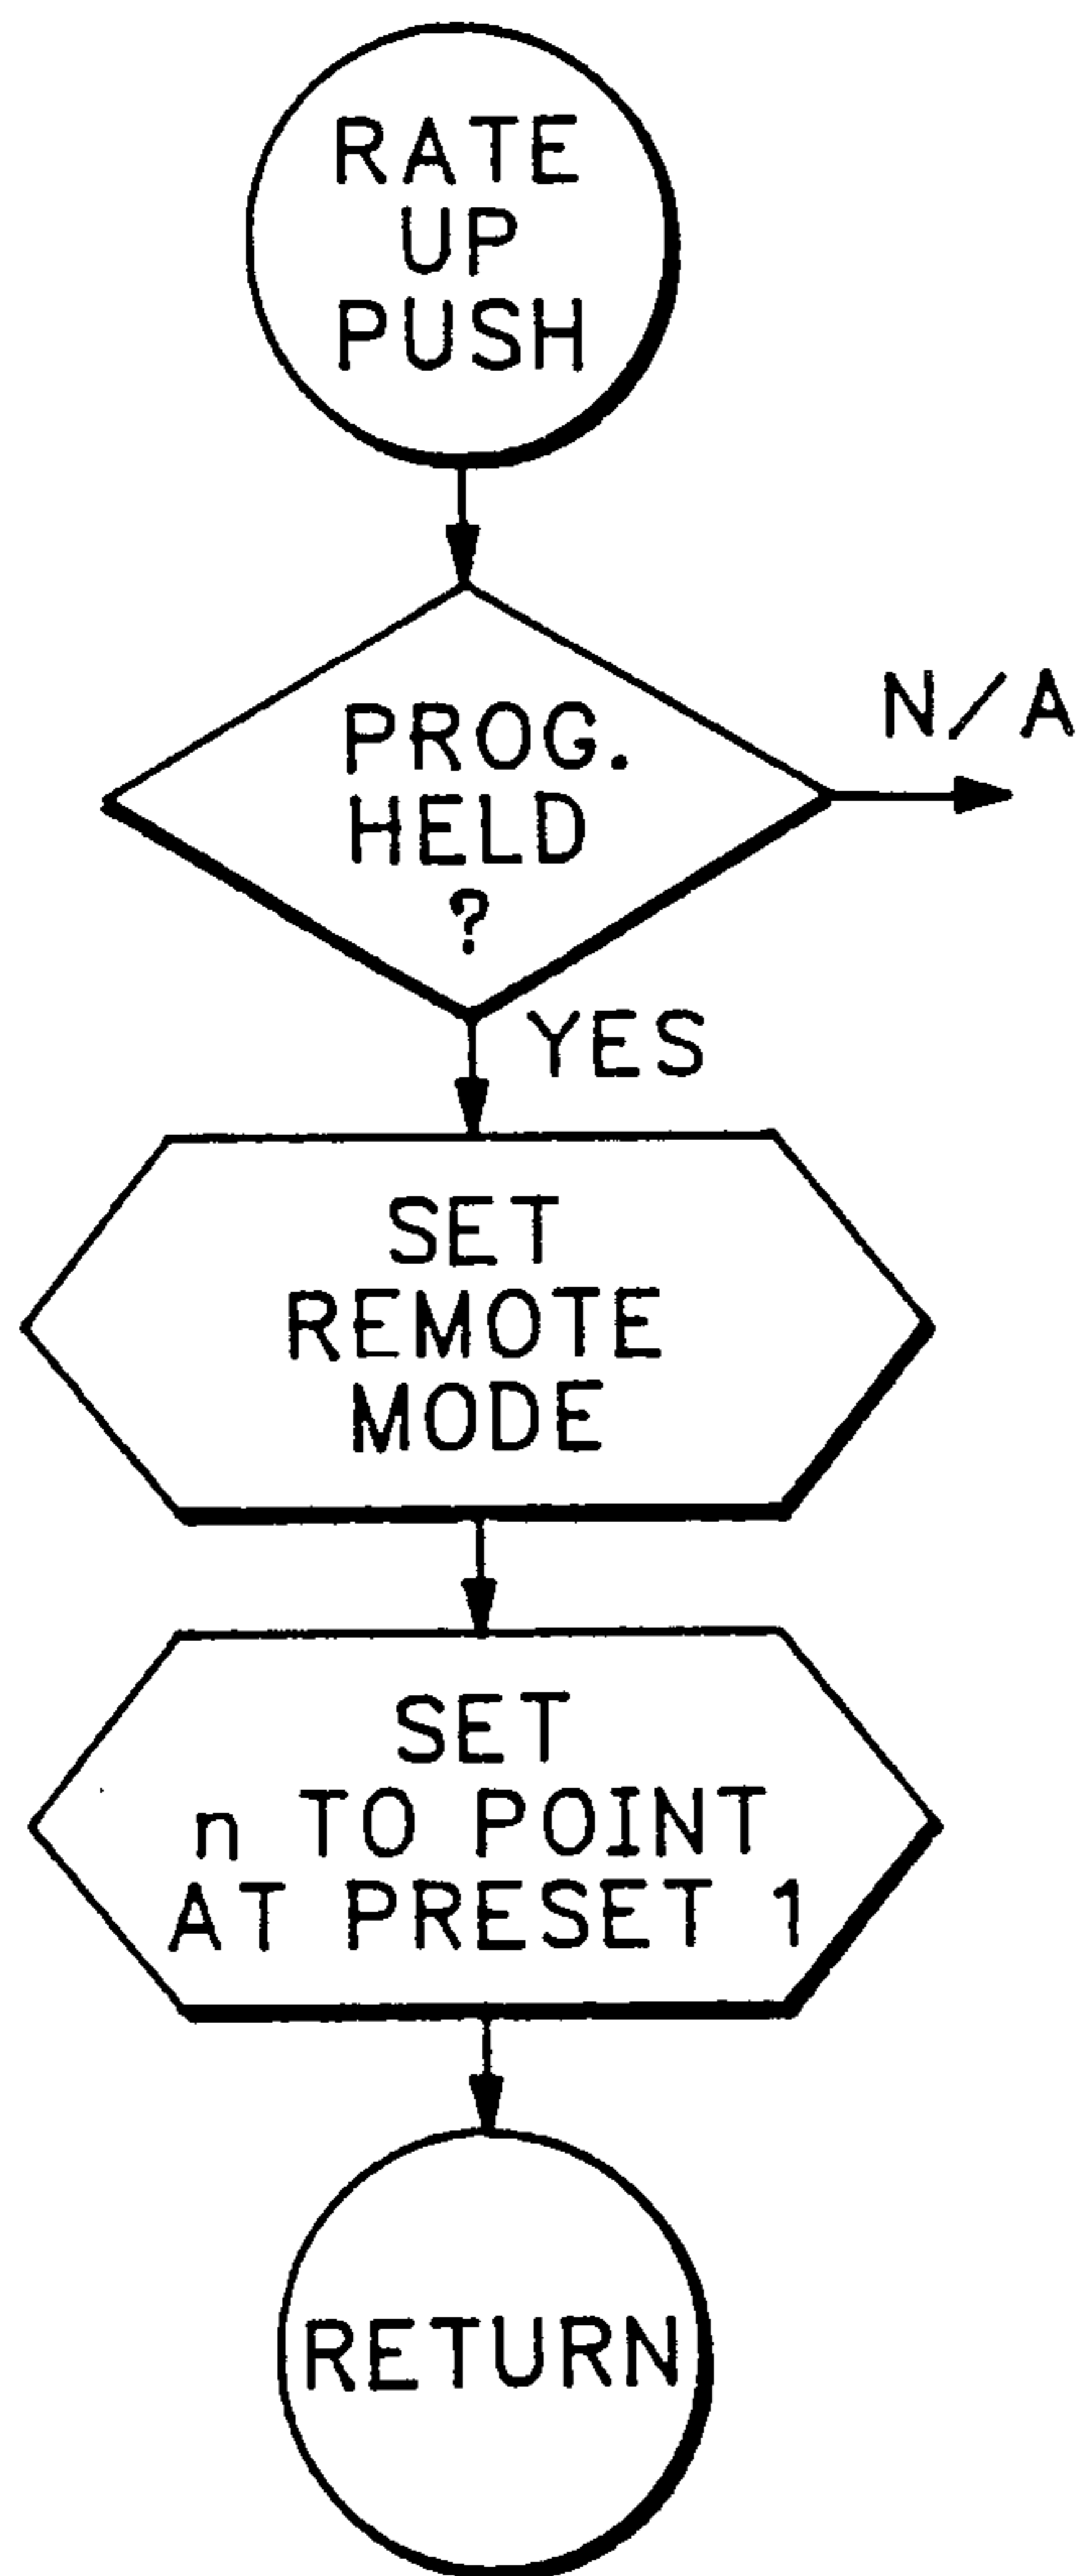 RATE
UP
PUSH
PROG.
HELD
?
N/A
YES
SET
REMOTE
MODE
SET
n TO POINT
AT PRESET 1
RETURN